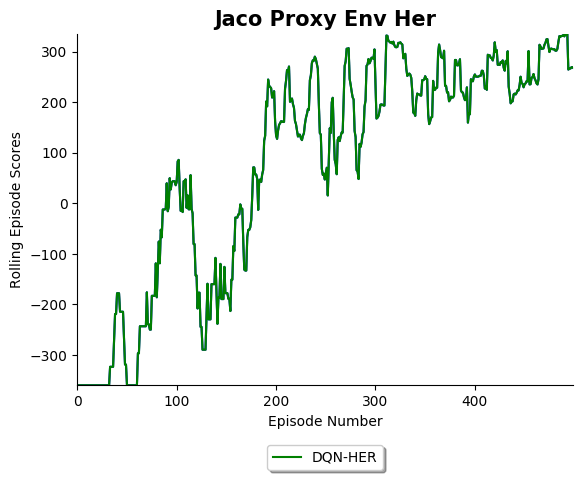 Jaco Proxy Env Her
Rolling Episode Scores
300
200
100
0
−100
−200
−300
0 100 200 300 400
Episode Number
DQN-HER